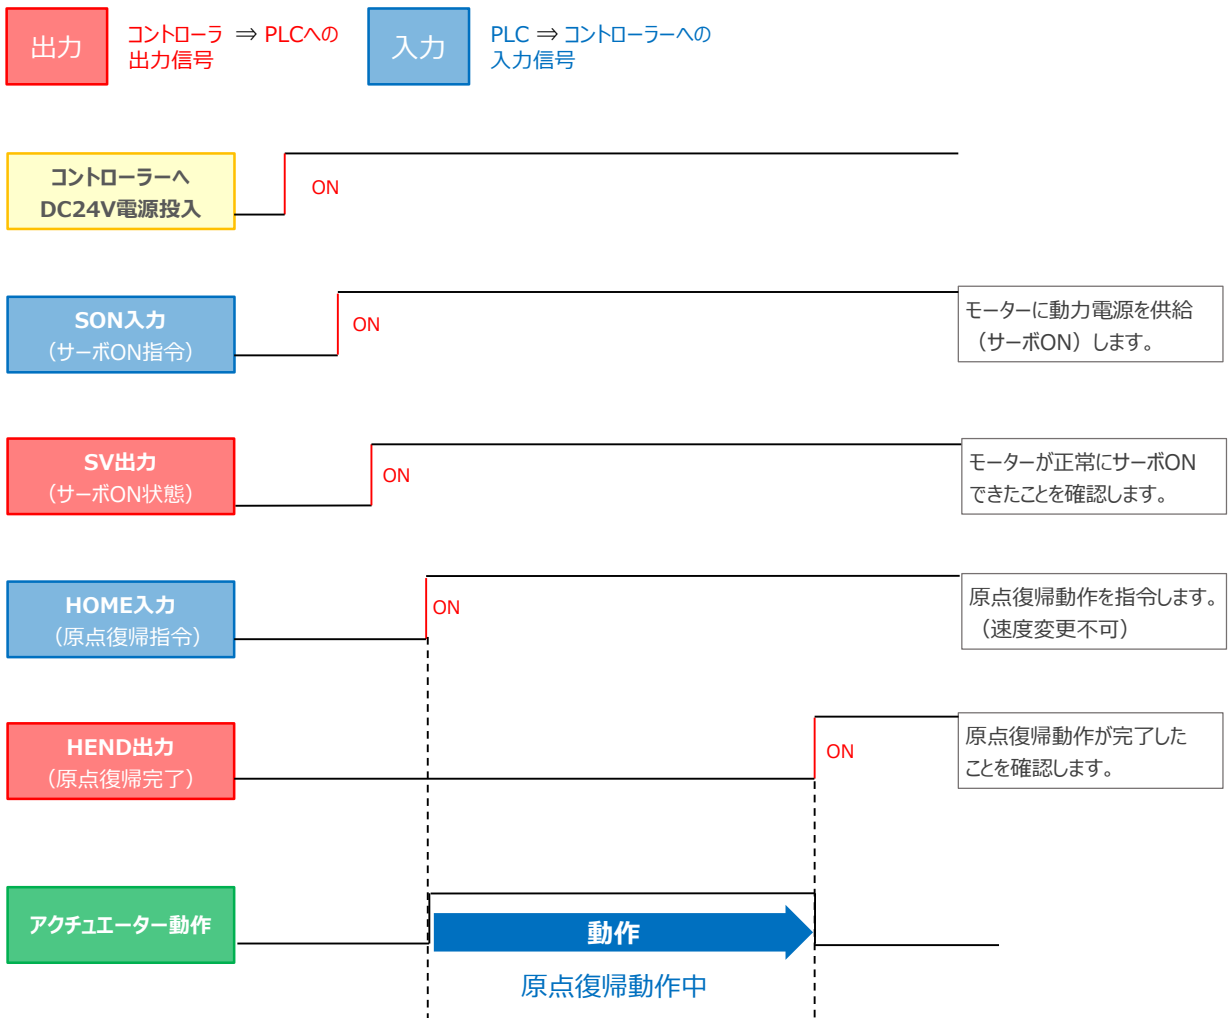 出力
コントローラ ⇒ PLCへの
出力信号
入力
PLC ⇒ コントローラーへの
入力信号
コントローラーへ
DC24V電源投入
ON
SON入力
（サーボON指令）
ON
モーターに動力電源を供給
（サーボON）します。
SV出力
（サーボON状態）
ON
モーターが正常にサーボON
できたことを確認します。
HOME入力
（原点復帰指令）
ON
原点復帰動作を指令します。
（速度変更不可）
HEND出力
（原点復帰完了）
ON
原点復帰動作が完了した
ことを確認します。
アクチュエーター動作
動作
原点復帰動作中